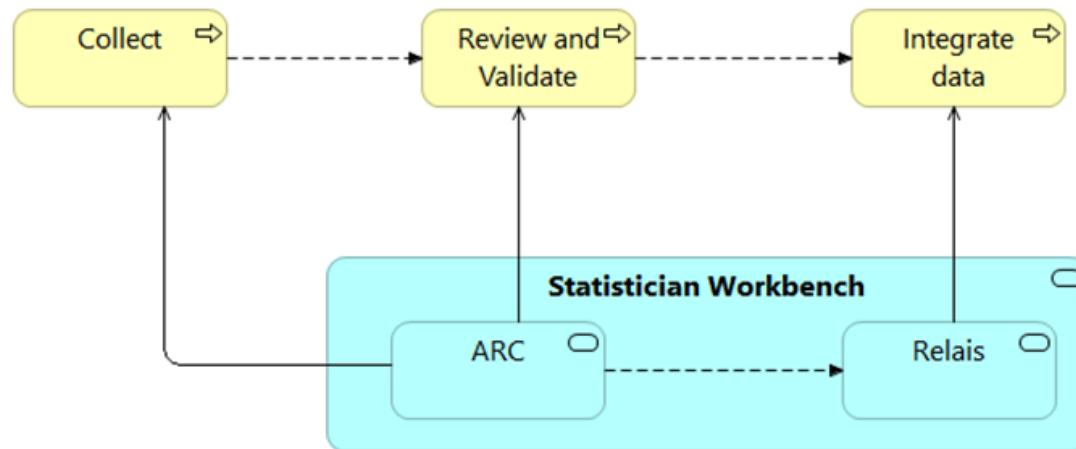 Collect
Review and
Validate
Integrate
data
Statistician Workbench
ARC
Relais